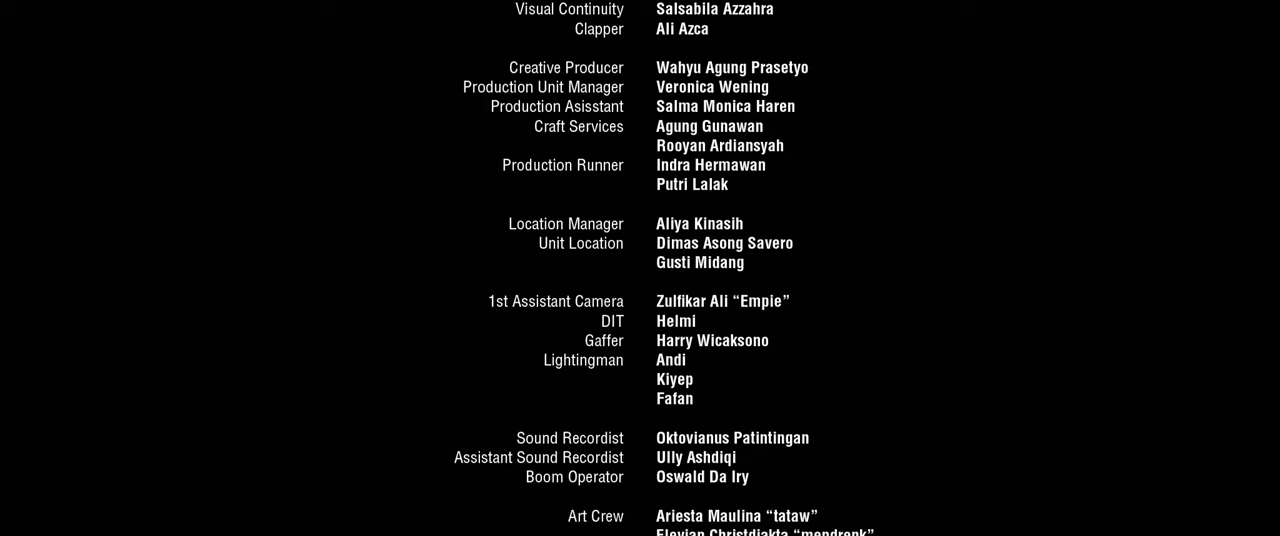 Visual Continuity Salsabila Azzahra
Clapper Ali Azca
Creative Producer Wahyu Agung Prasetyo
Production Unit Manager Veronica Wening
Production Asisstant Salma Monica Haren
Craft Services Agung Gunawan
Rooyan Ardiansyah
Production Runner Indra Hermawan
Putri Lalak
Location Manager Aliya Kinasih
Unit Location Dimas Asong Savero
Gusti Midang
1st Assistant Camera Zulfikar Ali “Empie”
DIT Helmi
Gaffer Harry Wicaksono
Lightingman Andi
Kiyep
Fafan
Sound Recordist Oktovianus Patintingan
Assistant Sound Recordist Ully Ashdiqi
Boom Operator Oswald Da Iry
Art Crew Ariesta Maulina “tataw”